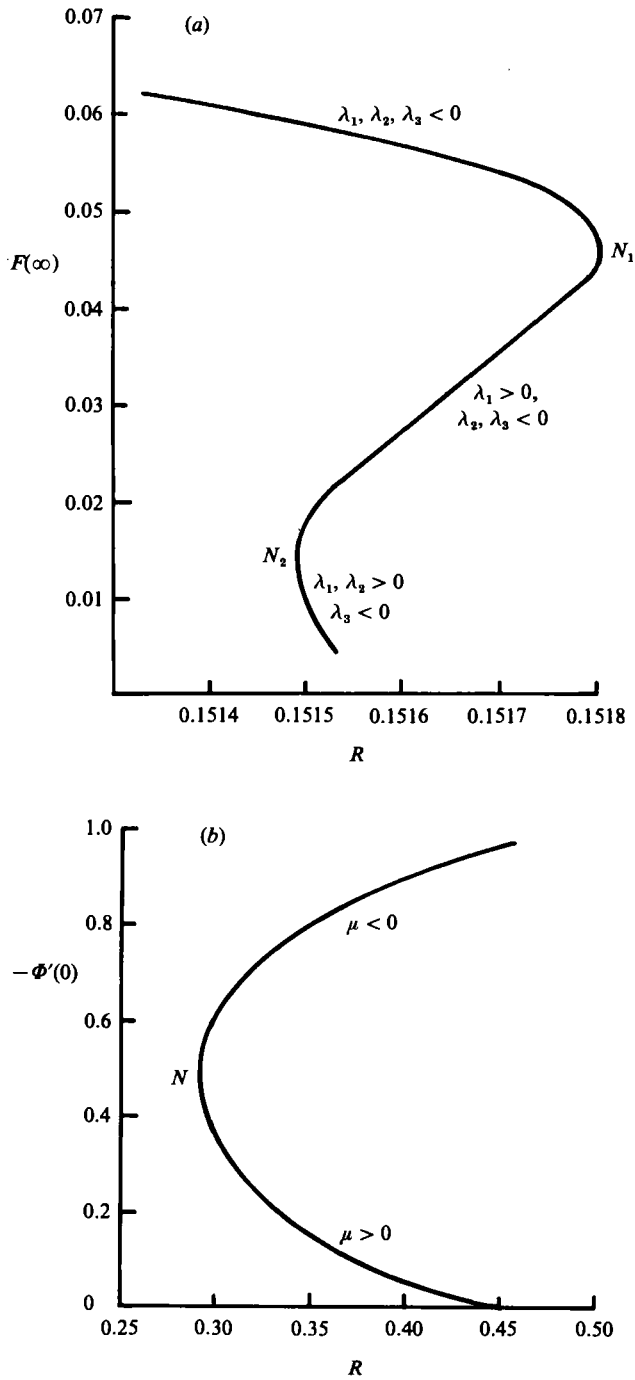 (a)
0.07
0.06
0.05
0.04
0.03
0.02
0.01
F(∞)
λ₁, λ₂, λ₃ < 0
N₁
λ₁ > 0,
λ₂, λ₃ < 0
N₂
λ₁, λ₂ > 0
λ₃ < 0
0.1514 0.1515 0.1516 0.1517 0.1518
R
(b)
1.0
0.8
0.6
0.4
0.2
0
−Φ′(0)
μ < 0
N
μ > 0
0.25 0.30 0.35 0.40 0.45 0.50
R